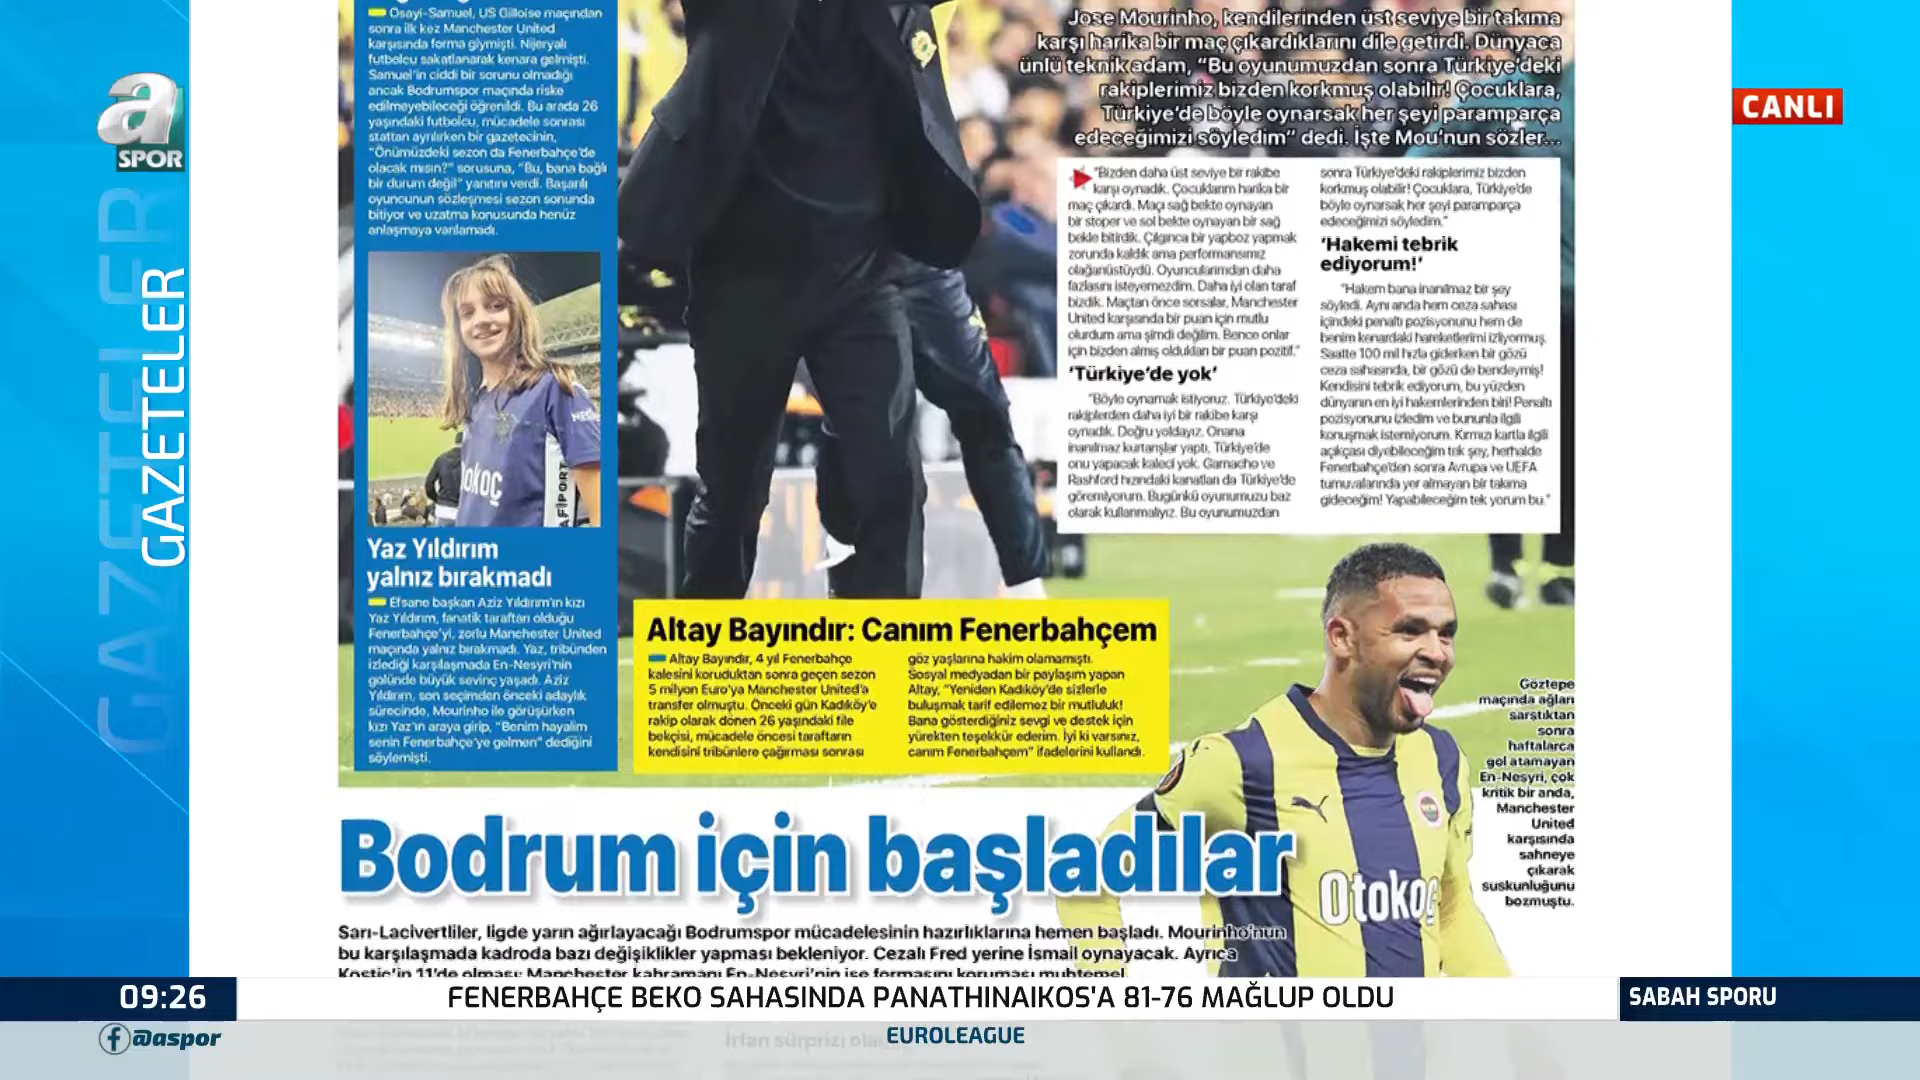 a
SPOR
GAZETELER
GAZETELER
CANLI
Osayi-Samuel, US Gilloise maçından
sonra ilk kez Manchester United
karşısında forma giymişti. Nijeryalı
futbolcu sakatlanarak kenara gelmişti.
Samuel'in ciddi bir sorunu olmadığı
ancak Bodrumspor maçında riske
edilmeyebileceği öğrenildi. Bu arada 26
yaşındaki futbolcu, mücadele sonrası
stattan ayrılırken bir gazetecinin,
"Önümüzdeki sezon da Fenerbahçe'de
olacak mısın?" sorusuna, "Bu, bana bağlı
bir durum değil" yanıtını verdi. Başarılı
oyuncunun sözleşmesi sezon sonunda
bitiyor ve uzatma konusunda henüz
anlaşmaya varılamadı.
Yaz Yıldırım
yalnız bırakmadı
Efsane başkan Aziz Yıldırım'ın kızı
Yaz Yıldırım, fanatik taraftarı olduğu
Fenerbahçe'yi, zorlu Manchester United
maçında yalnız bırakmadı. Yaz, tribünden
izlediği karşılaşmada En-Nesyri'nin
golünde büyük sevinç yaşadı. Aziz
Yıldırım, son seçimden önceki adaylık
sürecinde, Mourinho ile görüşürken
kızı Yaz'ın araya girip, "Benim hayalim
senin Fenerbahçe'ye gelmen" dediğini
söylemişti.
Jose Mourinho, kendilerinden üst seviye bir takıma
karşı harika bir maç çıkardıklarını dile getirdi. Dünyaca
ünlü teknik adam, "Bu oyunumuzdan sonra Türkiye'deki
rakiplerimiz bizden korkmuş olabilir! Çocuklara,
Türkiye'de böyle oynarsak her şeyi paramparça
edeceğimizi söyledim" dedi. İşte Mou'nun sözler...
"Bizden daha üst seviye bir rakibe
karşı oynadık. Çocuklarım harika bir
maç çıkardı. Maçı sağ bekte oynayan
bir stoper ve sol bekte oynayan bir sağ
bekle bitirdik. Çılgınca bir yapboz yapmak
zorunda kaldık ama performansımız
olağanüstüydü. Oyuncularımdan daha
fazlasını isteyemezdim. Daha iyi olan taraf
bizdik. Maçtan önce sorsalar, Manchester
United karşısında bir puan için mutlu
olurdum ama şimdi değilim. Bence onlar
için bizden almış oldukları bir puan pozitif."
'Türkiye'de yok'
"Böyle oynamak istiyoruz. Türkiye'deki
rakiplerden daha iyi bir rakibe karşı
oynadık. Doğru yoldayız. Onana
inanılmaz kurtarışlar yaptı, Türkiye'de
onu yapacak kaleci yok. Garnacho ve
Rashford hızındaki kanatları da Türkiye'de
göremiyorum. Bugünkü oyunumuzu baz
olarak kullanmalıyız. Bu oyunumuzdan
sonra Türkiye'deki rakiplerimiz bizden
korkmuş olabilir! Çocuklara, Türkiye'de
böyle oynarsak her şeyi paramparça
edeceğimizi söyledim."
'Hakemi tebrik
ediyorum!'
"Hakem bana inanılmaz bir şey
söyledi. Aynı anda hem ceza sahası
içindeki penaltı pozisyonunu hem de
benim kenardaki hareketlerimi izliyormuş.
Saatte 100 mil hızla giderken bir gözü
ceza sahasında, bir gözü de bendeymiş!
Kendisini tebrik ediyorum, bu yüzden
dünyanın en iyi hakemlerinden biri! Penaltı
pozisyonunu izledim ve bununla ilgili
konuşmak istemiyorum. Kırmızı kartla ilgili
açıkçası diyebileceğim tek şey, herhalde
Fenerbahçe'den sonra Avrupa ve UEFA
turnuvalarında yer almayan bir takıma
gideceğim! Yapabileceğim tek yorum bu."
Altay Bayındır: Canım Fenerbahçem
Altay Bayındır, 4 yıl Fenerbahçe
kalesini koruduktan sonra geçen sezon
5 milyon Euro'ya Manchester United'a
transfer olmuştu. Önceki gün Kadıköy'e
rakip olarak dönen 26 yaşındaki file
bekçisi, mücadele öncesi taraftarın
kendisini tribünlere çağırması sonrası
göz yaşlarına hakim olamamıştı.
Sosyal medyadan bir paylaşım yapan
Altay, "Yeniden Kadıköy'de sizlerle
buluşmak tarif edilemez bir mutluluk!
Bana gösterdiğiniz sevgi ve destek için
yürekten teşekkür ederim. İyi ki varsınız,
canım Fenerbahçem" ifadelerini kullandı.
Göztepe
maçında ağları
sarstıktan
sonra
haftalarca
gol atamayan
En-Nesyri, çok
kritik bir anda,
Manchester
United
karşısında
sahneye
çıkarak
suskunluğunu
bozmuştu.
Otokoç
Bodrum için başladılar
Sarı-Lacivertliler, ligde yarın ağırlayacağı Bodrumspor mücadelesinin hazırlıklarına hemen başladı. Mourinho'nun
bu karşılaşmada kadroda bazı değişiklikler yapması bekleniyor. Cezalı Fred yerine İsmail oynayacak. Ayrıca
Kostic'in 11'de olması; Manchester kahramanı En-Nesyri'nin ise formasını koruması muhtemel.
09:26
FENERBAHÇE BEKO SAHASINDA PANATHINAIKOS'A 81-76 MAĞLUP OLDU
SABAH SPORU
@aspor
EUROLEAGUE